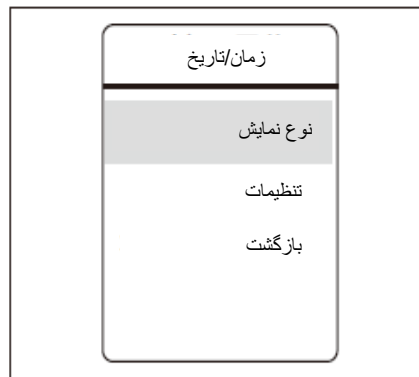 زمان/تاریخ
نوع نمایش
تنظیمات
بازگشت